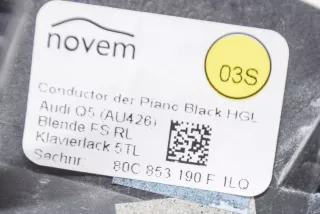 novem
03S
Conductor der Piano Black HGL
Audi Q5 (AU426)
Blende FS RL
Klavierlack 5TL
Sachnr. 80C 853 190 F 1LQ